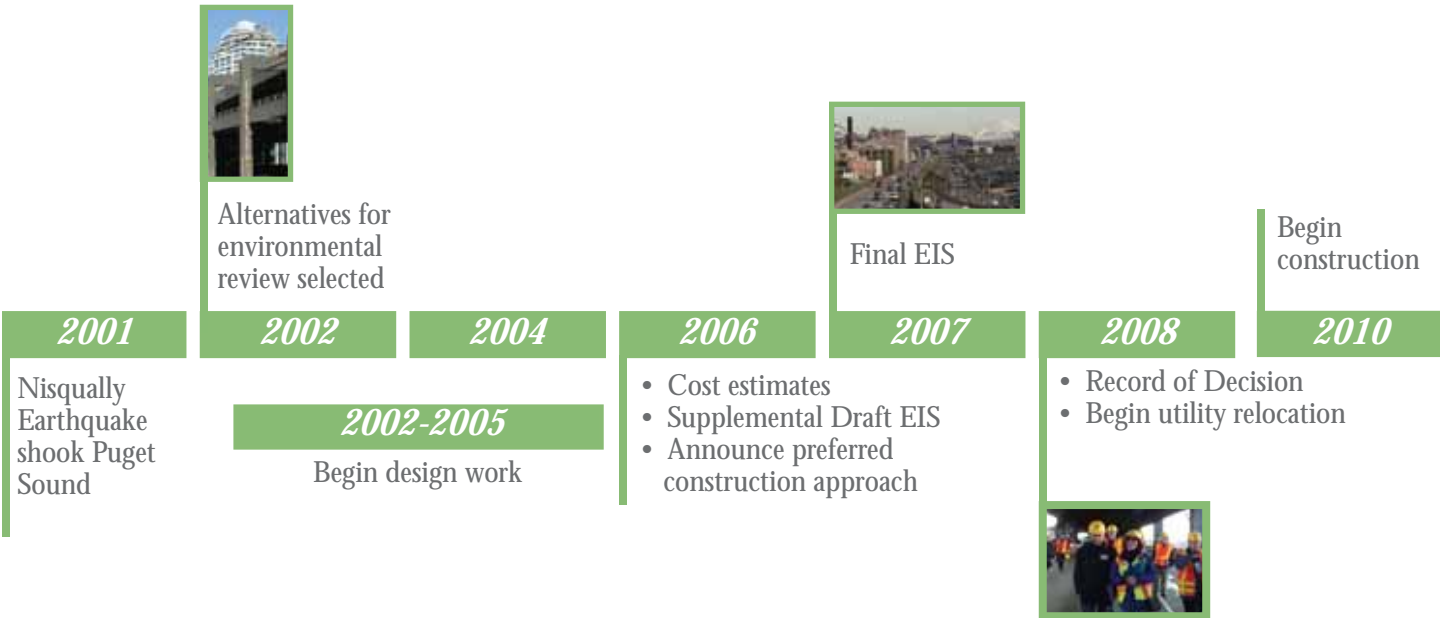 Alternatives for
environmental
review selected
Final EIS
Begin
construction
2001
2002
2004
2006
2007
2008
2010
Nisqually
Earthquake
shook Puget
Sound
2002-2005
Begin design work
• Cost estimates
• Supplemental Draft EIS
• Announce preferred
construction approach
• Record of Decision
• Begin utility relocation